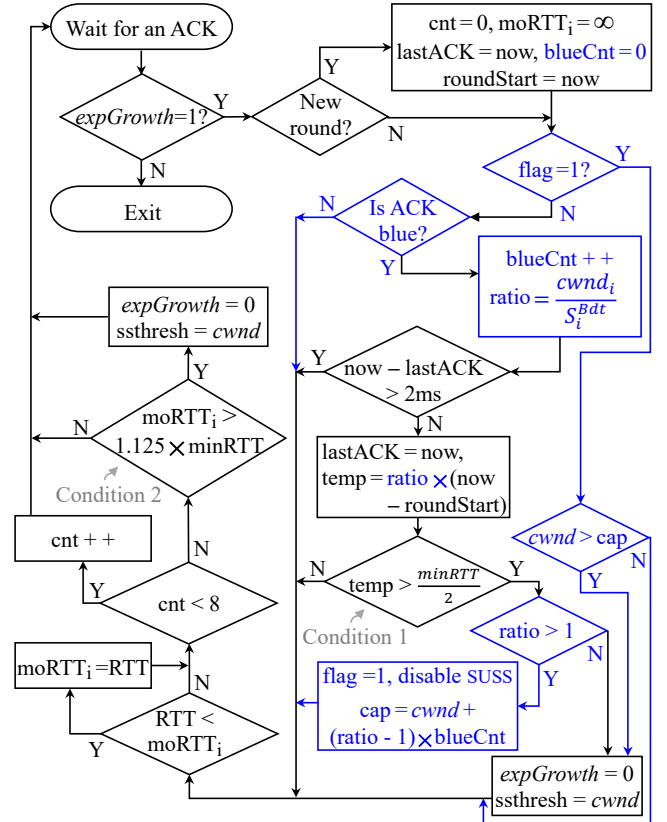 Wait for an ACK
cnt = 0, moRTTᵢ = ∞
lastACK = now, blueCnt = 0
roundStart = now
Y
expGrowth=1?
Y
New
round?
N
N
Exit
flag=1?
Y
N
Is ACK
blue?
N
Y
blueCnt + +
ratio = cwndᵢ / Sᵢᴮᵈᵗ
expGrowth = 0
ssthresh = cwnd
Y
Y
now – lastACK
> 2ms
N
N
moRTTᵢ >
1.125 × minRTT
Condition 2
N
lastACK = now,
temp = ratio × (now
– roundStart)
cnt + +
Y
cnt < 8
N
temp > minRTT / 2
Y
Condition 1
cwnd > cap
N
Y
ratio > 1
N
Y
moRTTᵢ=RTT
N
RTT <
moRTTᵢ
Y
flag =1, disable SUSS
cap = cwnd +
(ratio - 1) × blueCnt
expGrowth = 0
ssthresh = cwnd